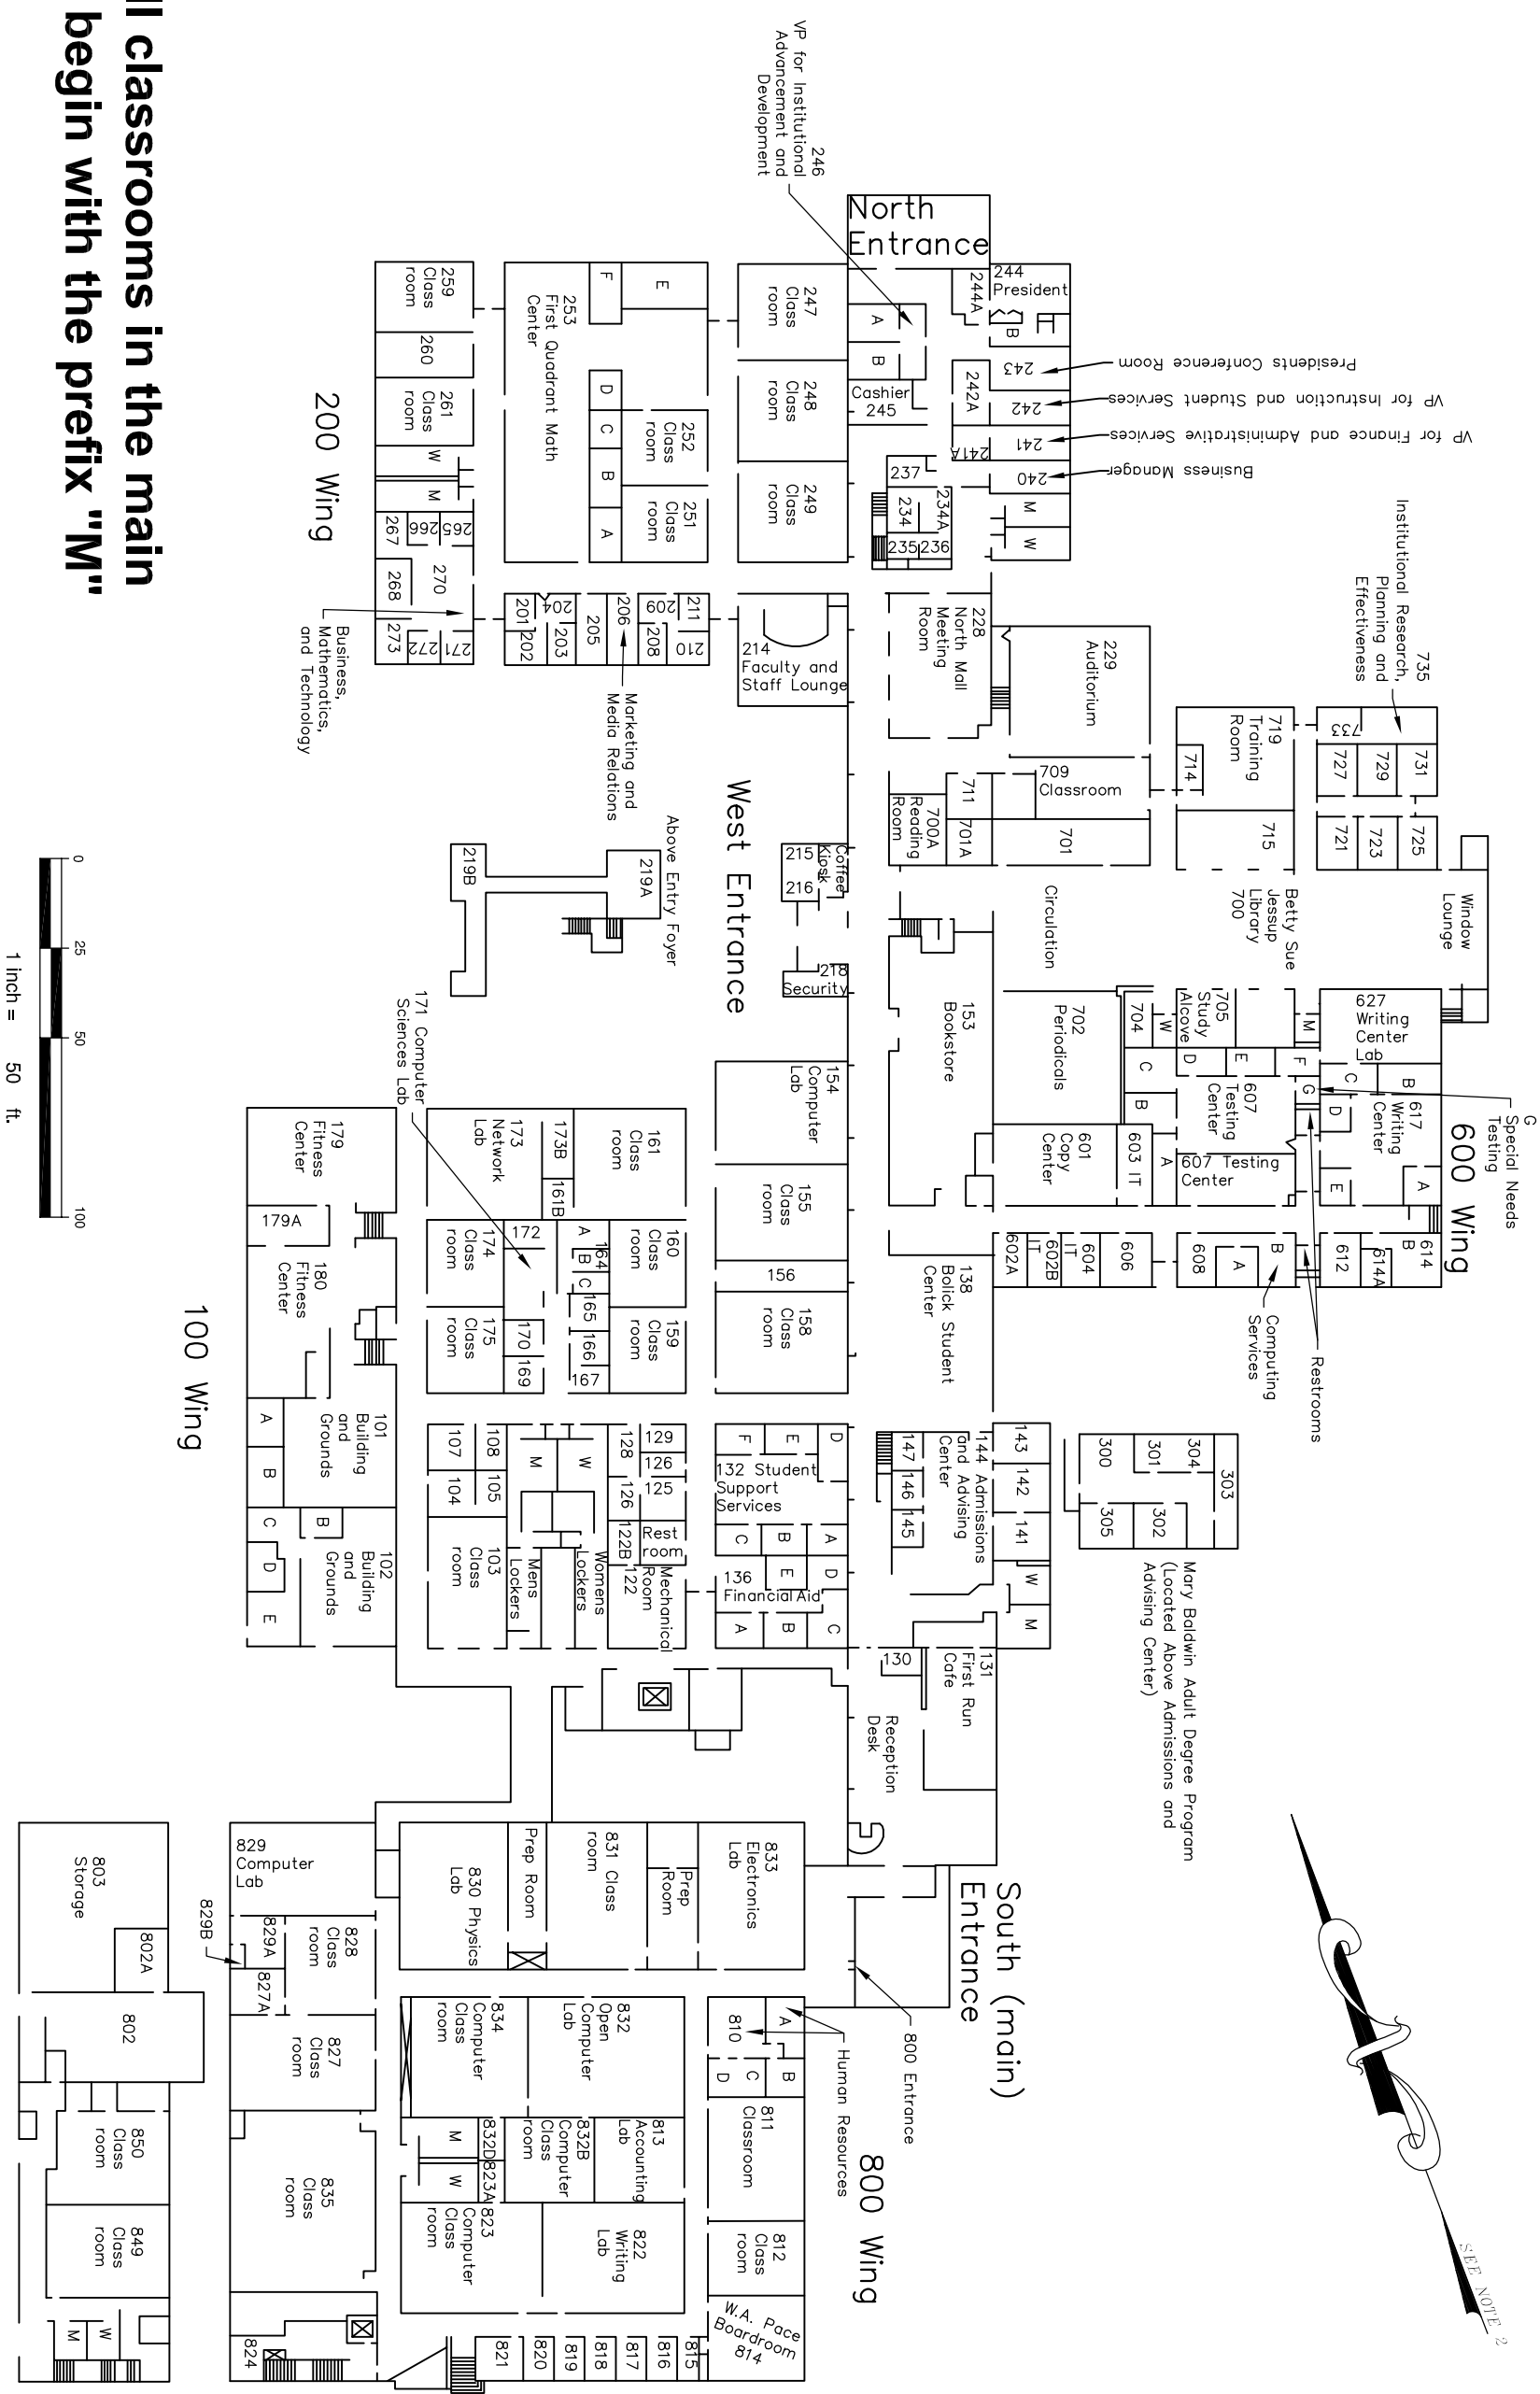 ll classrooms in the main
begin with the prefix "M"
246
VP for Institutional
Advancement and
Development
North
Entrance
244
President
244A
B
A
B
Cashier
245
243
Presidents Conference Room
242A
242
VP for Instruction and Student Services
241
VP for Finance and Administrative Services
241A
240
Business Manager
M
W
237
234A
234
235
236
247
Class
room
248
Class
room
249
Class
room
253
First Quadrant Math
Center
E
F
D
C
B
A
252
Class
room
251
Class
room
259
Class
room
260
261
Class
room
W
M
200 Wing
267
266
265
268
270
273
272
271
Business,
Mathematics,
and Technology
201
202
204
203
205
206
209
208
211
210
Marketing and
Media Relations
214
Faculty and
Staff Lounge
228
North Mall
Meeting
Room
229
Auditorium
735
Institutional Research,
Planning and
Effectiveness
733
731
729
727
725
723
721
719
Training
Room
714
715
709
Classroom
711
701A
701
700A
Reading
Room
Window
Lounge
Betty Sue
Jessup
Library
700
Circulation
West Entrance
215
Coffee
Kiosk
216
218
Security
Above Entry Foyer
219A
219B
153
Bookstore
702
Periodicals
704
W
705
Study
Alcove
M
627
Writing
Center
Lab
C
B
D
E
F
G
C
B
A
607
Testing
Center
607 Testing
Center
617
Writing
Center
D
E
A
G
Special Needs
Testing
600 Wing
601
Copy
Center
603 IT
602A
IT
602B
IT
604
606
608
A
B
612
614A
B
614
Computing
Services
Restrooms
154
Computer
Lab
155
Class
room
156
158
Class
room
138
Bolick Student
Center
171 Computer
Sciences Lab
173
Network
Lab
173B
161
Class
room
161B
174
Class
room
172
A
164
B
C
160
Class
room
175
Class
room
170
169
165
166
167
159
Class
room
179
Fitness
Center
179A
180
Fitness
Center
100 Wing
101
Building
and
Grounds
A
B
102
Building
and
Grounds
B
C
D
E
107
108
104
105
103
Class
room
M
W
Mens
Lockers
Womens
Lockers
128
129
126
126
125
122B
Rest
room
122
Mechanical
Room
F
E
D
132 Student
Support
Services
C
B
A
E
D
136
Financial Aid
A
B
C
147
146
145
144 Admissions
and Advising
Center
143
142
141
W
M
300
301
304
303
305
302
Mary Baldwin Adult Degree Program
(Located Above Admissions and
Advising Center)
130
131
First Run
Cafe
Reception
Desk
South (main)
Entrance
800 Entrance
829
Computer
Lab
829A
829B
828
Class
room
827A
827
Class
room
830 Physics
Lab
Prep Room
831 Class
room
Prep
Room
833
Electronics
Lab
834
Computer
Class
room
832
Open
Computer
Lab
A
810
B
C
D
Human Resources
800 Wing
811
Classroom
812
Class
room
W.A. Pace
Boardroom
814
813
Accounting
Lab
832B
Computer
Class
room
832D
823A
M
W
823
Computer
Class
room
822
Writing
Lab
835
Class
room
824
821
820
819
818
817
816
815
803
Storage
802A
802
850
Class
room
849
Class
room
W
M
0
25
50
100
1 inch = 50 ft.
SEE NOTE 2